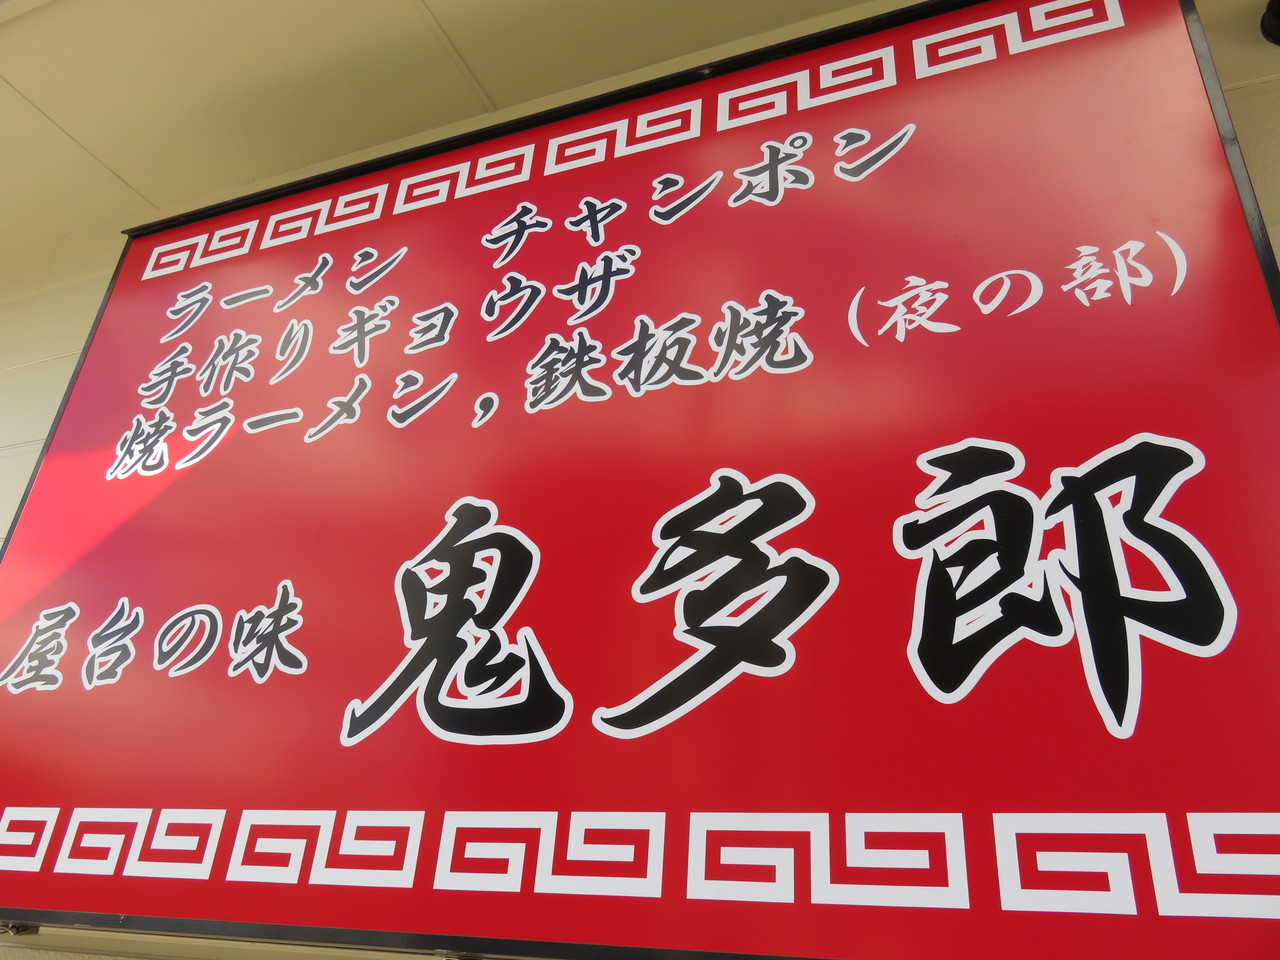 ラーメン チャンポン
手作りギョウザ
焼ラーメン,鉄板焼(夜の部)
屋台の味 鬼多郎